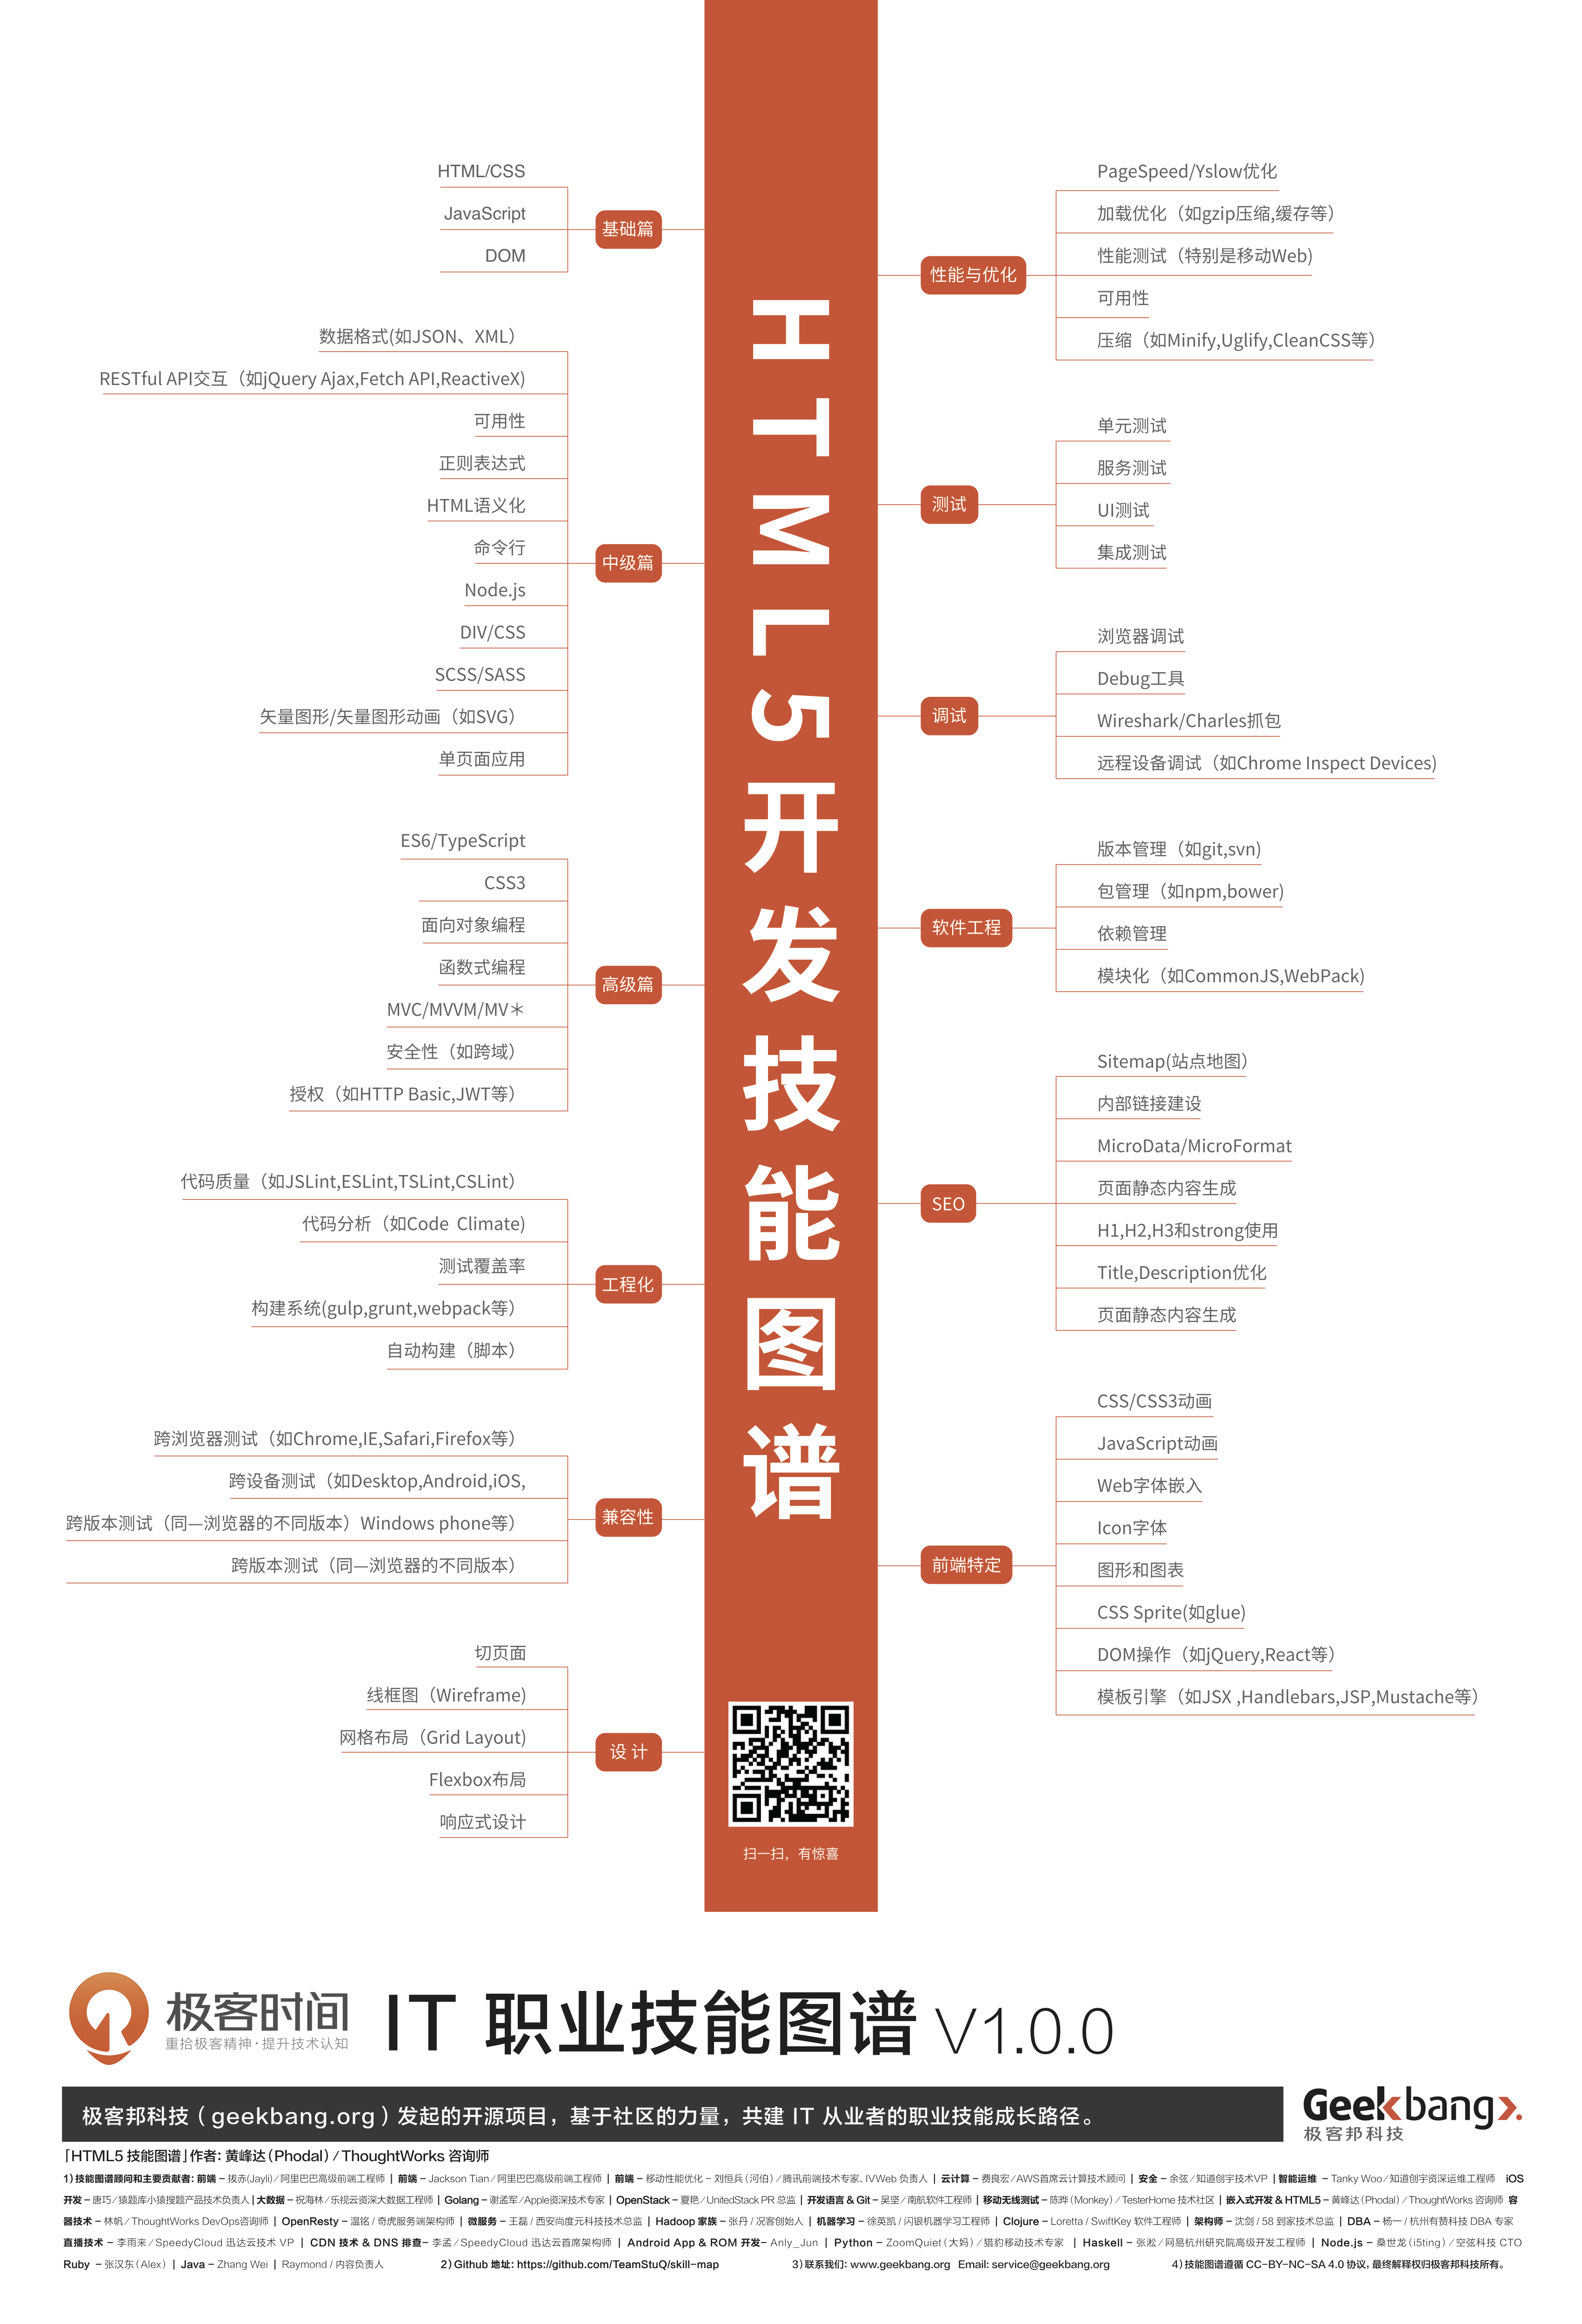 HTML5开发技能图谱
扫一扫，有惊喜
基础篇
HTML/CSS
JavaScript
DOM
中级篇
数据格式(如JSON、XML）
RESTful API交互（如jQuery Ajax,Fetch API,ReactiveX)
可用性
正则表达式
HTML语义化
命令行
Node.js
DIV/CSS
SCSS/SASS
矢量图形/矢量图形动画（如SVG）
单页面应用
高级篇
ES6/TypeScript
CSS3
面向对象编程
函数式编程
MVC/MVVM/MV＊
安全性（如跨域）
授权（如HTTP Basic,JWT等）
工程化
代码质量（如JSLint,ESLint,TSLint,CSLint）
代码分析（如Code Climate)
测试覆盖率
构建系统(gulp,grunt,webpack等）
自动构建（脚本）
兼容性
跨浏览器测试（如Chrome,IE,Safari,Firefox等）
跨设备测试（如Desktop,Android,iOS,
跨版本测试（同—浏览器的不同版本）Windows phone等）
跨版本测试（同—浏览器的不同版本）
设 计
切页面
线框图（Wireframe)
网格布局（Grid Layout)
Flexbox布局
响应式设计
性能与优化
PageSpeed/Yslow优化
加载优化（如gzip压缩,缓存等）
性能测试（特别是移动Web)
可用性
压缩（如Minify,Uglify,CleanCSS等）
测试
单元测试
服务测试
UI测试
集成测试
调试
浏览器调试
Debug工具
Wireshark/Charles抓包
远程设备调试（如Chrome Inspect Devices)
软件工程
版本管理（如git,svn)
包管理（如npm,bower)
依赖管理
模块化（如CommonJS,WebPack)
SEO
Sitemap(站点地图）
内部链接建设
MicroData/MicroFormat
页面静态内容生成
H1,H2,H3和strong使用
Title,Description优化
页面静态内容生成
前端特定
CSS/CSS3动画
JavaScript动画
Web字体嵌入
Icon字体
图形和图表
CSS Sprite(如glue)
DOM操作（如jQuery,React等）
模板引擎（如JSX ,Handlebars,JSP,Mustache等）
极客时间
重拾极客精神·提升技术认知
IT 职业技能图谱 V1.0.0
极客邦科技（geekbang.org）发起的开源项目，基于社区的力量，共建 IT 从业者的职业技能成长路径。
Geekbang
极客邦科技
「HTML5 技能图谱」作者：黄峰达（Phodal）/ ThoughtWorks 咨询师
1）技能图谱顾问和主要贡献者：前端 - 拔赤(Jayli) / 阿里巴巴高级前端工程师 | 前端 - Jackson Tian / 阿里巴巴高级前端工程师 | 前端 - 移动性能优化 - 刘恒兵（河伯）/ 腾讯前端技术专家、IVWeb 负责人 | 云计算 - 费良宏 / AWS首席云计算技术顾问 | 安全 - 余弦 / 知道创宇技术VP | 智能运维 - Tanky Woo / 知道创宇资深运维工程师 iOS
开发 - 唐巧 / 猿题库小猿搜题产品技术负责人 | 大数据 - 祝海林 / 乐视云资深大数据工程师 | Golang - 谢孟军 / Apple资深技术专家 | OpenStack - 夏艳 / UnitedStack PR 总监 | 开发语言 & Git - 吴坚 / 南航软件工程师 | 移动无线测试 - 陈晔（Monkey）/ TesterHome 技术社区 | 嵌入式开发 & HTML5 - 黄峰达（Phodal）/ ThoughtWorks 咨询师 容
器技术 - 林帆 / ThoughtWorks DevOps咨询师 | OpenResty - 温铭 / 奇虎服务端架构师 | 微服务 - 王磊 / 西安尚度元科技技术总监 | Hadoop 家族 - 张丹 / 况客创始人 | 机器学习 - 徐英凯 / 闪银机器学习工程师 | Clojure - Loretta / SwiftKey 软件工程师 | 架构师 - 沈剑 / 58 到家技术总监 | DBA - 杨一 / 杭州有赞科技 DBA 专家
直播技术 - 李雨来 / SpeedyCloud 迅达云技术 VP | CDN 技术 & DNS 排查- 李孟 / SpeedyCloud 迅达云首席架构师 | Android App & ROM 开发- Anly_Jun | Python - ZoomQuiet（大妈）/ 猎豹移动技术专家 | Haskell - 张淞 / 网易杭州研究院高级开发工程师 | Node.js - 桑世龙（i5ting）/ 空弦科技 CTO
Ruby - 张汉东（Alex）| Java - Zhang Wei | Raymond / 内容负责人 2）Github 地址：https://github.com/TeamStuQ/skill-map 3）联系我们：www.geekbang.org Email: service@geekbang.org 4）技能图谱遵循 CC-BY-NC-SA 4.0 协议，最终解释权归极客邦科技所有。